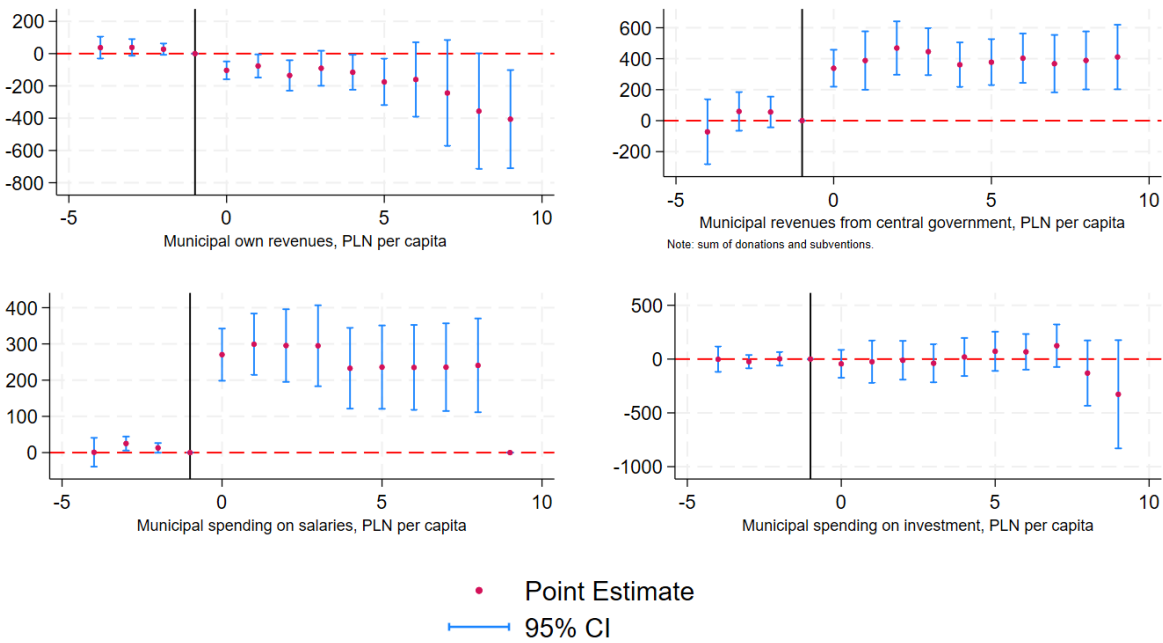 200
0
-200
-400
-600
-800
-5 0 5 10
Municipal own revenues, PLN per capita
600
400
200
0
-200
-5 0 5 10
Municipal revenues from central government, PLN per capita
Note: sum of donations and subventions.
400
300
200
100
0
-5 0 5 10
Municipal spending on salaries, PLN per capita
500
0
-500
-1000
-5 0 5 10
Municipal spending on investment, PLN per capita
Point Estimate
95% CI